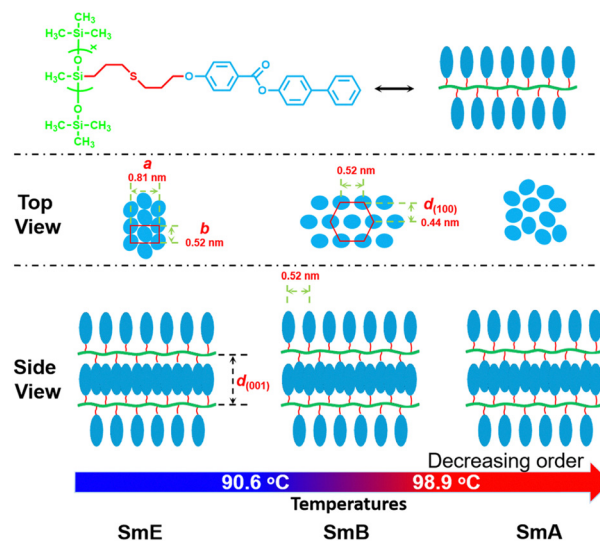 CH₃
H₃C-Si-CH₃
x
O
H₃C-Si
S
O
O
O
O
H₃C-Si-CH₃
CH₃
a
0.81 nm
0.52 nm
Top
View
b
0.52 nm
d(100)
0.44 nm
0.52 nm
Side
View
d(001)
Decreasing order
90.6 °C
98.9 °C
Temperatures
SmE
SmB
SmA